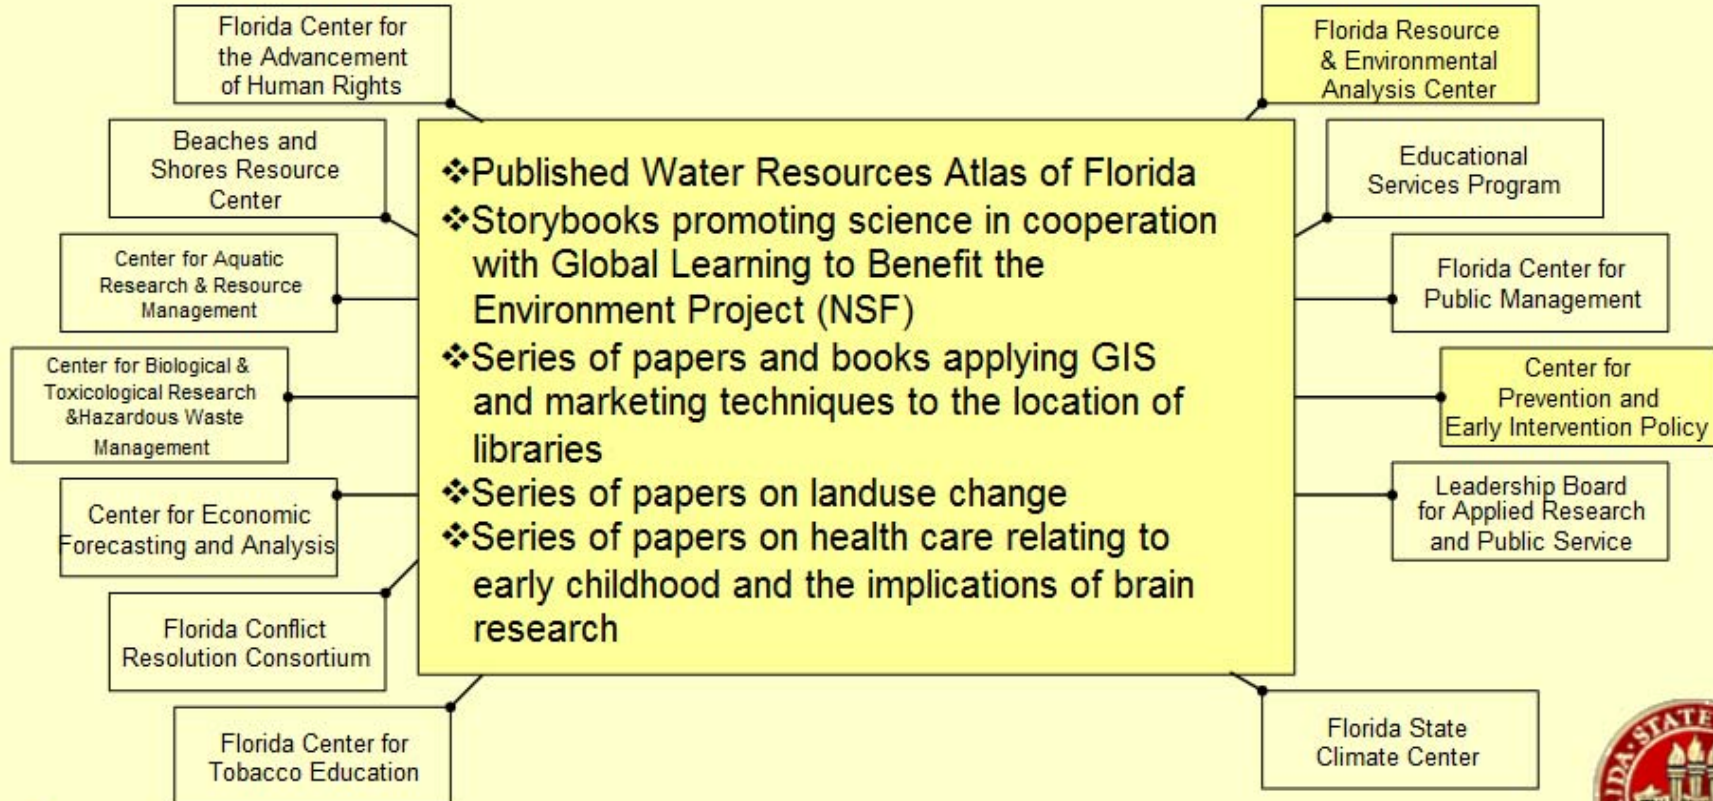 Florida Center for
the Advancement
of Human Rights
Beaches and
Shores Resource
Center
Center for Aquatic
Research & Resource
Management
Center for Biological &
Toxicological Research
&Hazardous Waste
Management
Center for Economic
Forecasting and Analysis
Florida Conflict
Resolution Consortium
Florida Center for
Tobacco Education
❖Published Water Resources Atlas of Florida
❖Storybooks promoting science in cooperation
with Global Learning to Benefit the
Environment Project (NSF)
❖Series of papers and books applying GIS
and marketing techniques to the location of
libraries
❖Series of papers on landuse change
❖Series of papers on health care relating to
early childhood and the implications of brain
research
Florida Resource
& Environmental
Analysis Center
Educational
Services Program
Florida Center for
Public Management
Center for
Prevention and
Early Intervention Policy
Leadership Board
for Applied Research
and Public Service
Florida State
Climate Center
STATE